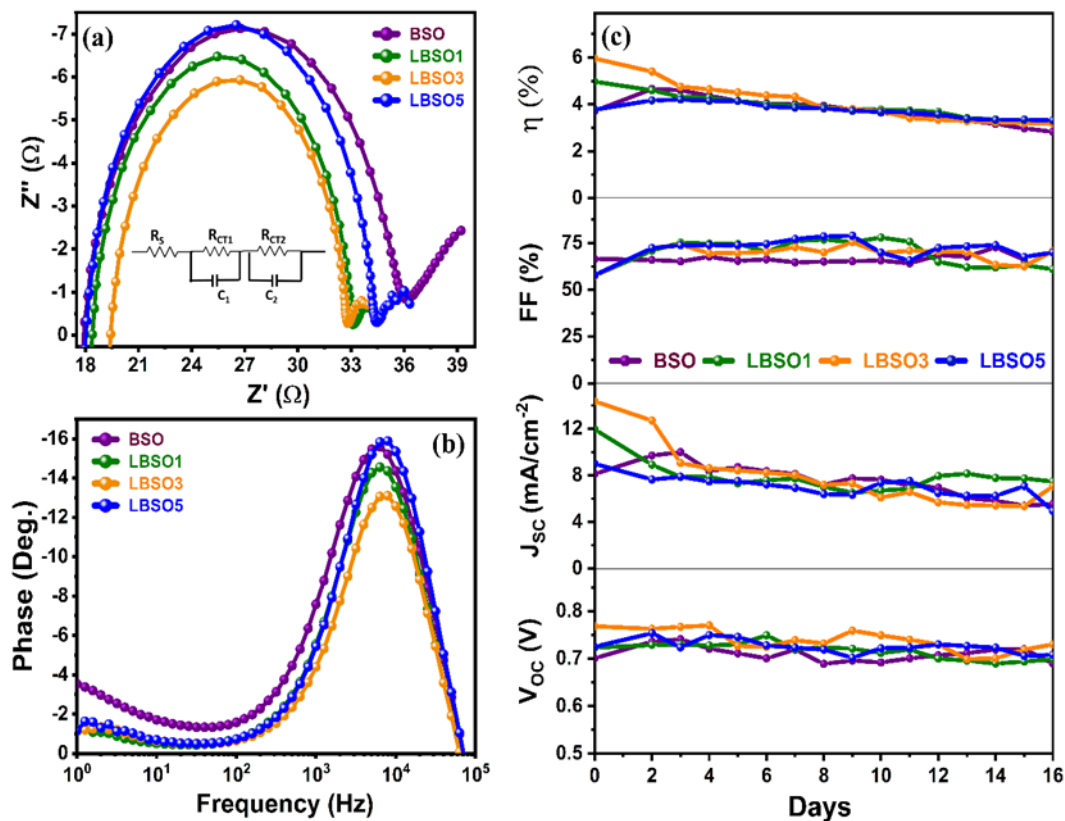 (a)
BSO
LBSO1
LBSO3
LBSO5
-7
-6
-5
-4
-3
-2
-1
0
Z'' (Ω)
R_S
R_CT1
R_CT2
C_1
C_2
18 21 24 27 30 33 36 39
Z' (Ω)
(b)
BSO
LBSO1
LBSO3
LBSO5
-16
-14
-12
-10
-8
-6
-4
-2
0
Phase (Deg.)
10^0 10^1 10^2 10^3 10^4 10^5
Frequency (Hz)
(c)
η (%)
6
4
2
0
FF (%)
75
50
25
0
BSO LBSO1 LBSO3 LBSO5
J_SC (mA/cm^-2)
12
8
4
0
V_OC (V)
0.8
0.7
0.6
0.5
0 2 4 6 8 10 12 14 16
Days